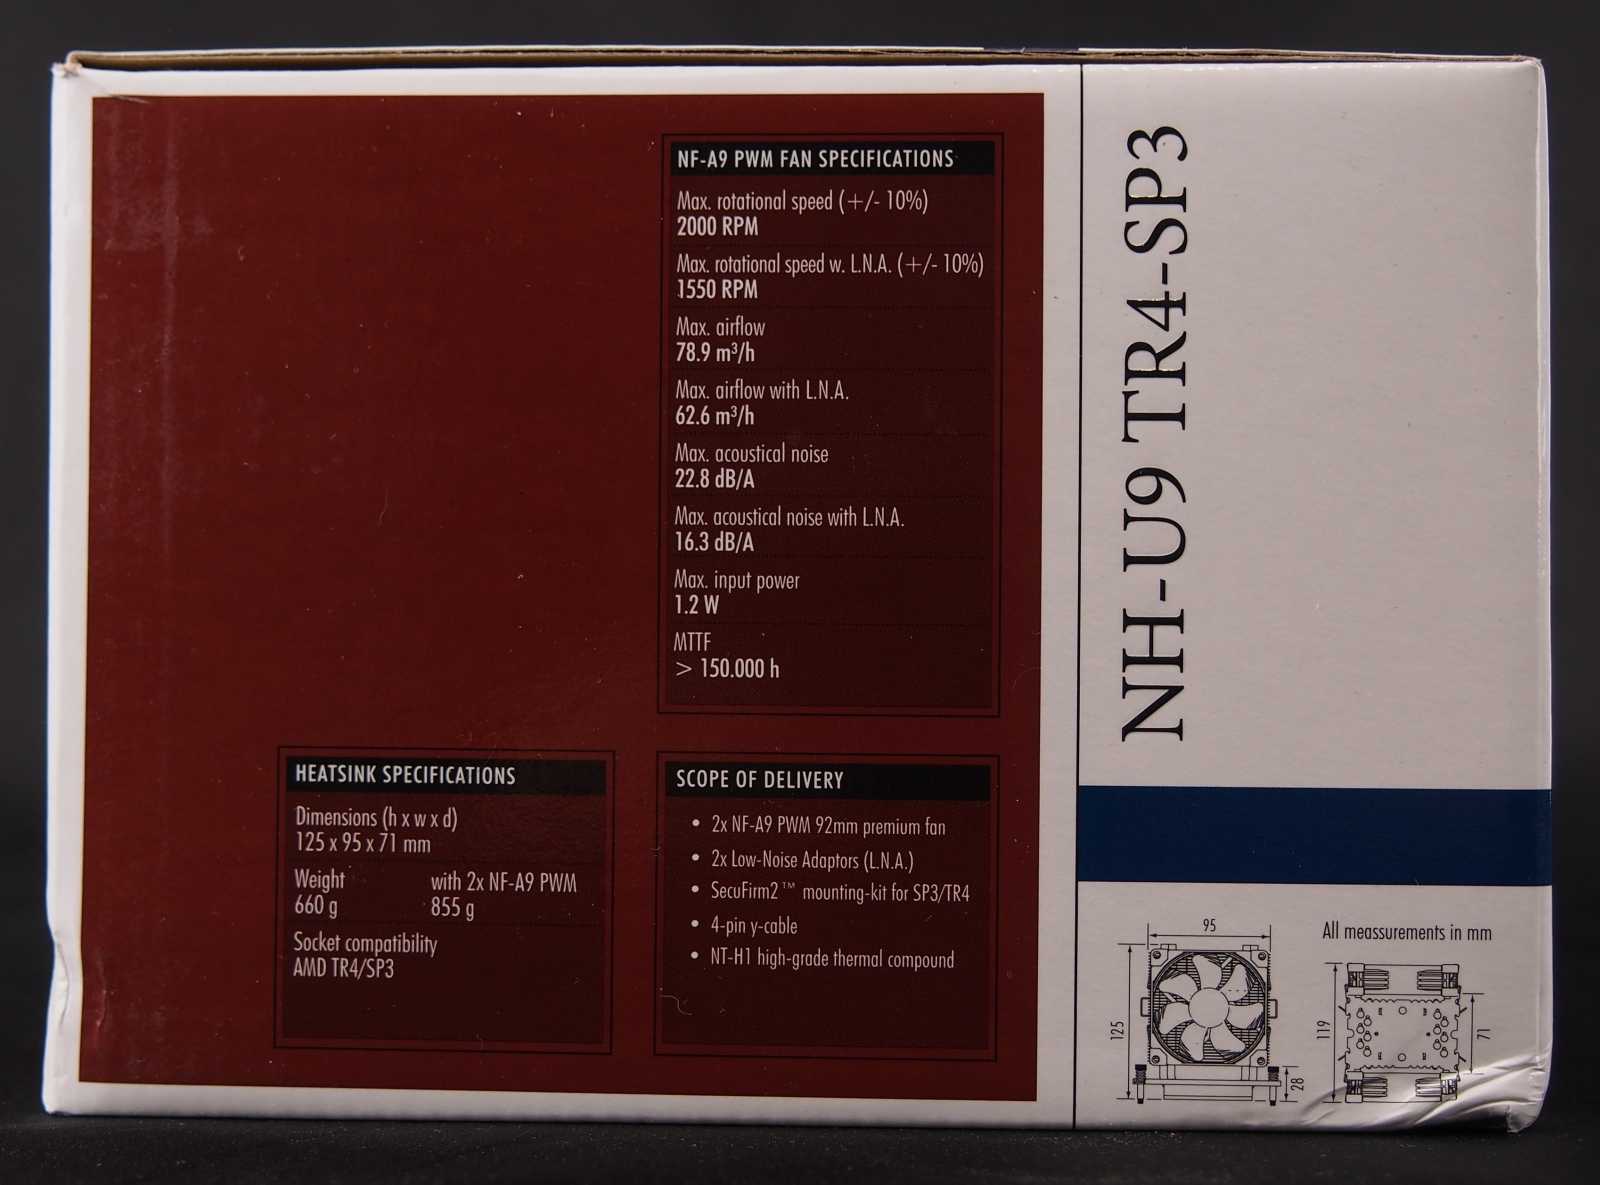 NF-A9 PWM FAN SPECIFICATIONS
Max. rotational speed (+/- 10%)
2000 RPM
Max. rotational speed w. L.N.A. (+/- 10%)
1550 RPM
Max. airflow
78.9 m³/h
Max. airflow with L.N.A.
62.6 m³/h
Max. acoustical noise
22.8 dB/A
Max. acoustical noise with L.N.A.
16.3 dB/A
Max. input power
1.2 W
MTTF
> 150.000 h
HEATSINK SPECIFICATIONS
Dimensions (h x w x d)
125 x 95 x 71 mm
Weight with 2x NF-A9 PWM
660 g 855 g
Socket compatibility
AMD TR4/SP3
SCOPE OF DELIVERY
• 2x NF-A9 PWM 92mm premium fan
• 2x Low-Noise Adaptors (L.N.A.)
• SecuFirm2™ mounting-kit for SP3/TR4
• 4-pin y-cable
• NT-H1 high-grade thermal compound
NH-U9 TR4-SP3
All meassurements in mm
95
125
28
119
71